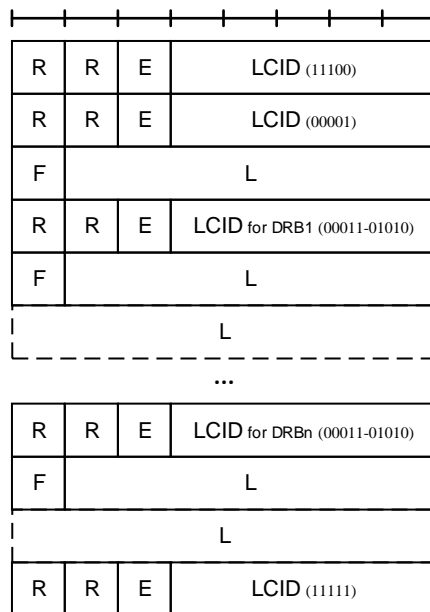 R R E LCID (11100)
R R E LCID (00001)
F L
R R E LCID for DRB1 (00011-01010)
F L
L
...
R R E LCID for DRBn (00011-01010)
F L
L
R R E LCID (11111)